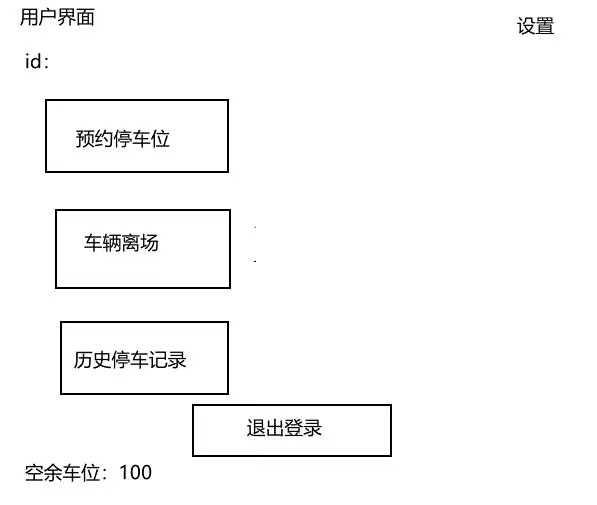 用户界面
设置
id：
预约停车位
车辆离场
历史停车记录
退出登录
空余车位：100